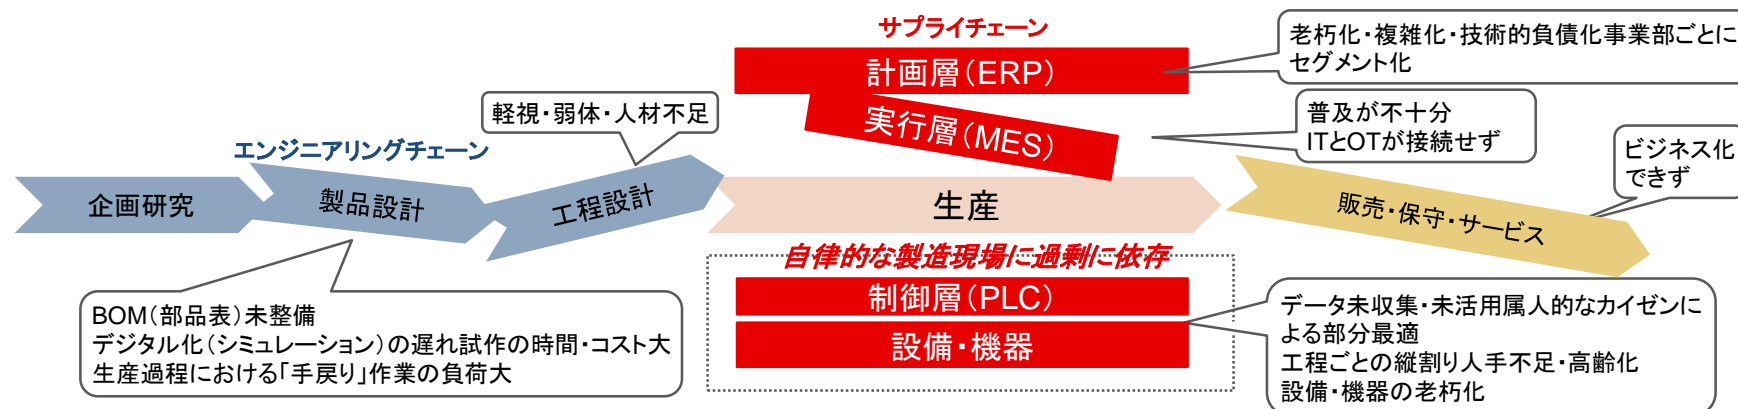 サプライチェーン
計画層（ERP）
老朽化・複雑化・技術的負債化事業部ごとに
セグメント化
実行層（MES）
普及が不十分
ITとOTが接続せず
軽視・弱体・人材不足
エンジニアリングチェーン
企画研究
製品設計
工程設計
生産
販売・保守・サービス
ビジネス化
できず
自律的な製造現場に過剰に依存
制御層（PLC）
設備・機器
BOM（部品表）未整備
デジタル化（シミュレーション）の遅れ試作の時間・コスト大
生産過程における「手戻り」作業の負荷大
データ未収集・未活用属人的なカイゼンに
よる部分最適
工程ごとの縦割り人手不足・高齢化
設備・機器の老朽化